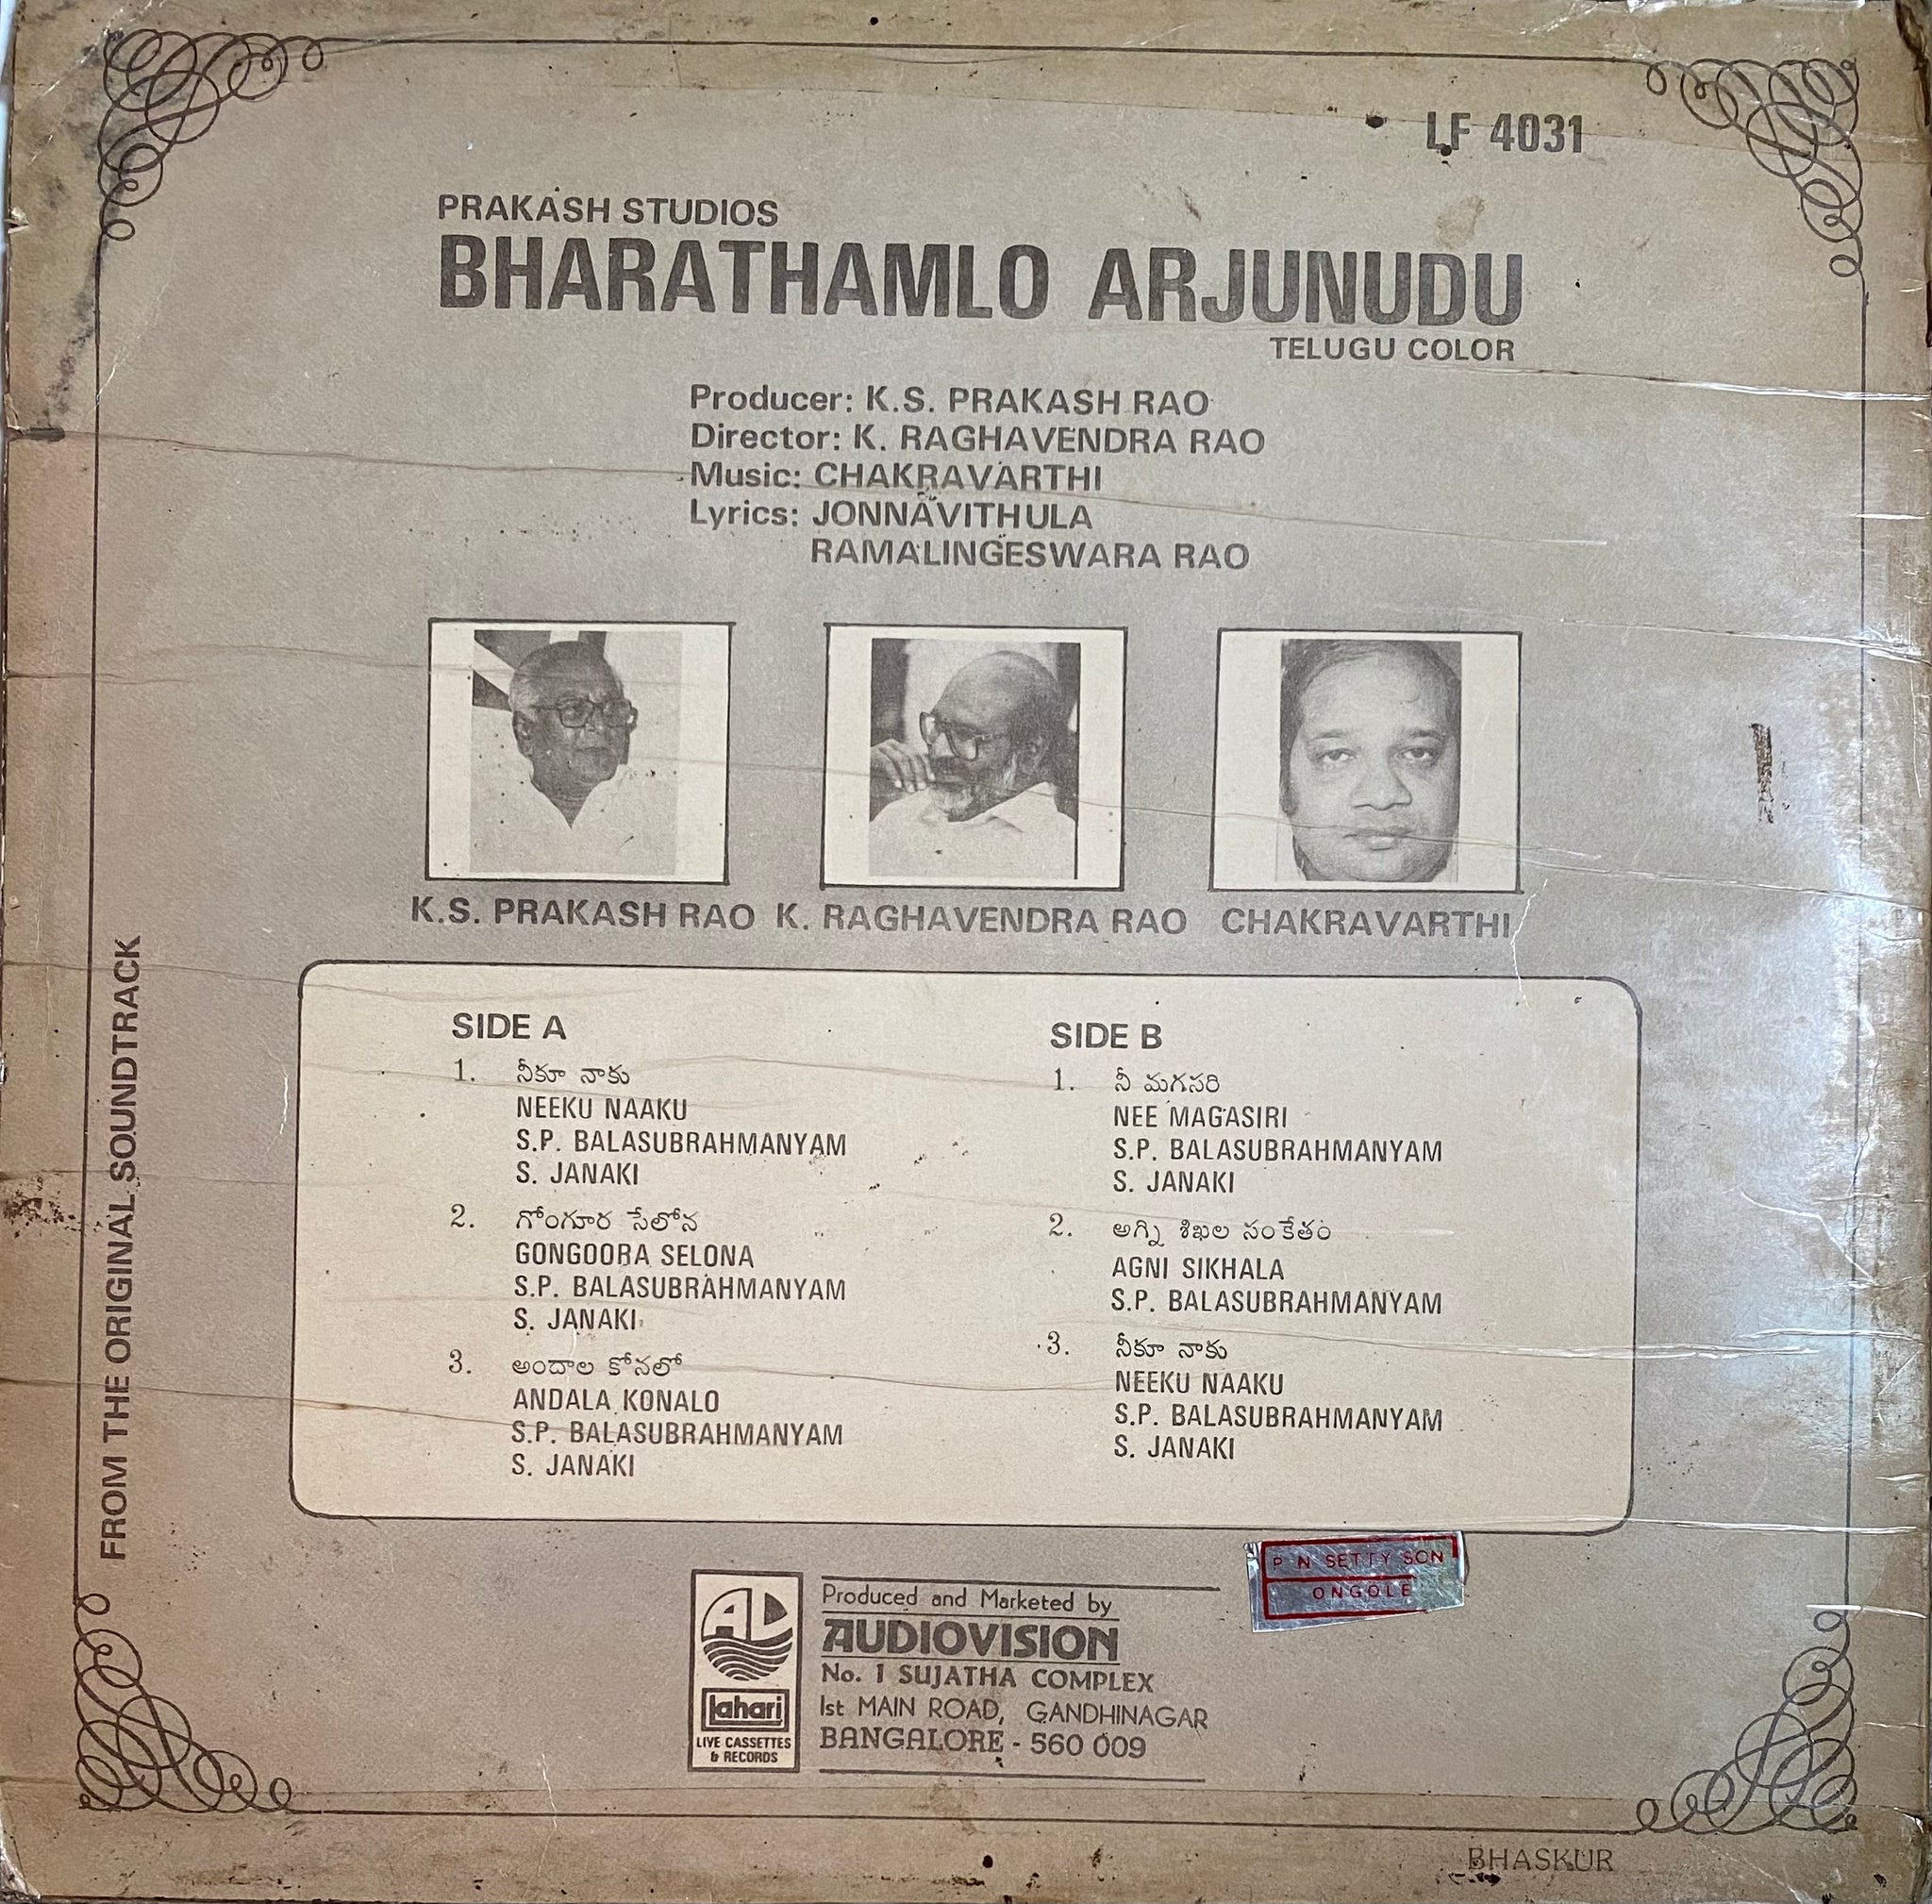 LF 4031
PRAKASH STUDIOS
BHARATHAMLO ARJUNUDU
TELUGU COLOR
Producer: K.S. PRAKASH RAO
Director: K. RAGHAVENDRA RAO
Music: CHAKRAVARTHI
Lyrics: JONNAVITHULA
RAMALINGESWARA RAO
K.S. PRAKASH RAO K. RAGHAVENDRA RAO CHAKRAVARTHI
FROM THE ORIGINAL SOUNDTRACK
SIDE A
1. నీకూ నాకు
NEEKU NAAKU
S.P. BALASUBRAHMANYAM
S. JANAKI
2. గోంగూర సేలోన
GONGOORA SELONA
S.P. BALASUBRAHMANYAM
S. JANAKI
3. అందాల కోనలో
ANDALA KONALO
S.P. BALASUBRAHMANYAM
S. JANAKI
SIDE B
1. నీ మగసరి
NEE MAGASIRI
S.P. BALASUBRAHMANYAM
S. JANAKI
2. అగ్ని శిఖల సంకేతం
AGNI SIKHALA
S.P. BALASUBRAHMANYAM
3. నీకూ నాకు
NEEKU NAAKU
S.P. BALASUBRAHMANYAM
S. JANAKI
P N SETTY SON
ONGOLE
lahari
LIVE CASSETTES
& RECORDS
Produced and Marketed by
AUDIOVISION
No. 1 SUJATHA COMPLEX
1st MAIN ROAD, GANDHINAGAR
BANGALORE - 560 009
BHASKUR